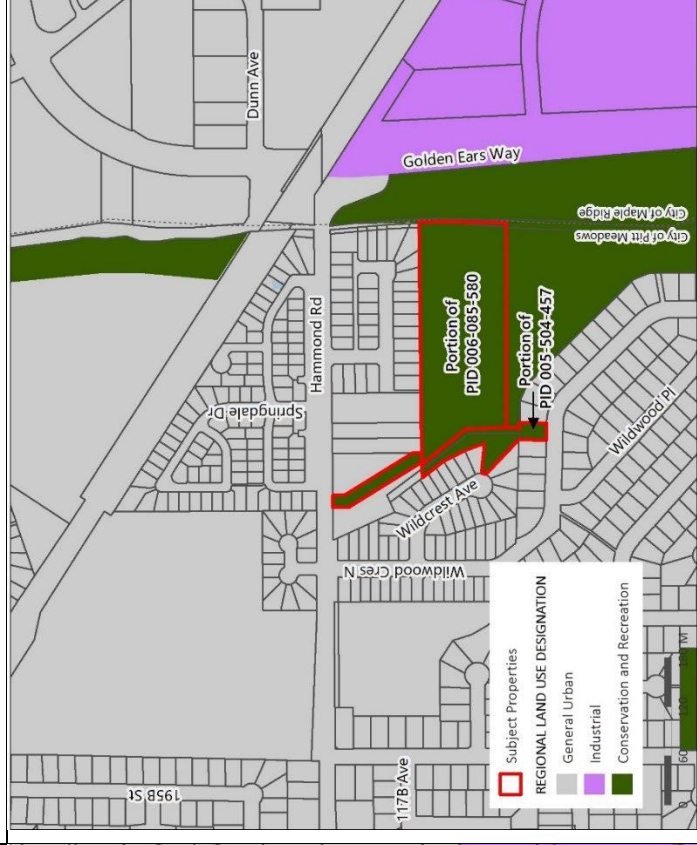 Dunn Ave
Golden Ears Way
City of Maple Ridge
City of Pitt Meadows
Hammond Rd
Springdale Dr
Portion of
PID 006-085-580
Portion of
PID 005-504-457
Wildwood Pl
Wildcrest Ave
Wildwood Cres N
195B St
117B Ave
Subject Properties
REGIONAL LAND USE DESIGNATION
General Urban
Industrial
Conservation and Recreation
0 60 120 180 M